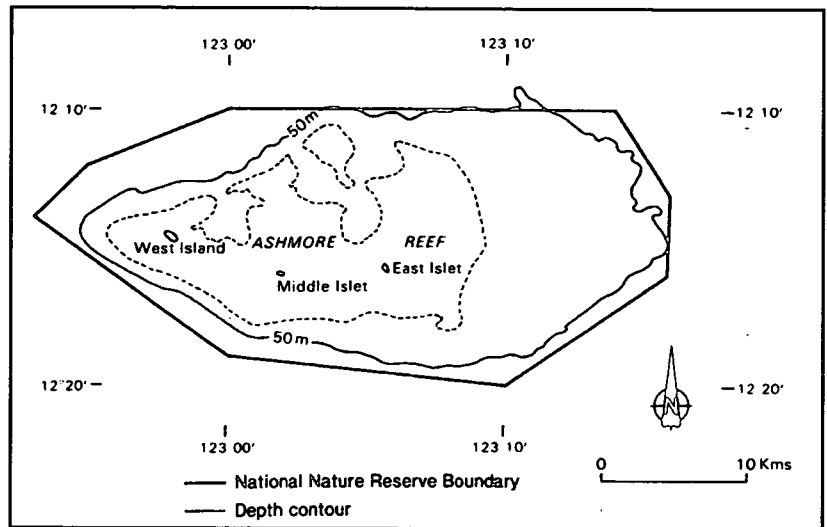 123 00' 123 10'
12 10' 12 10'
50m
ASHMORE REEF
West Island
East Islet
Middle Islet
50m
12°20' 12 20'
N
123 00' 123 10'
0 10 Kms
National Nature Reserve Boundary
Depth contour